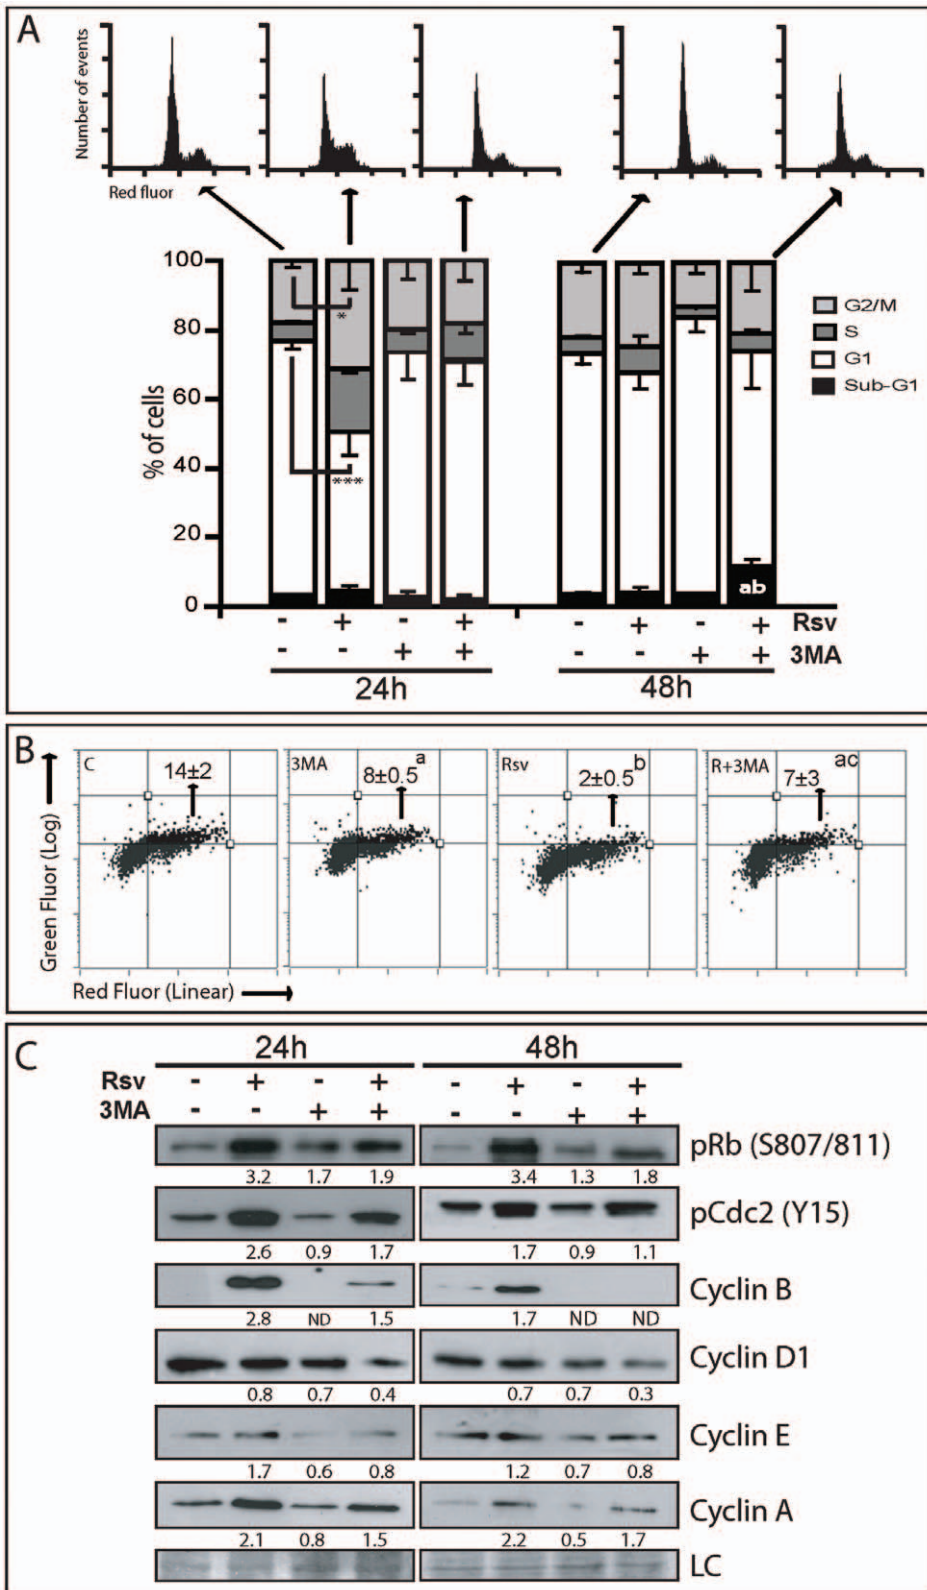 A
Number of events
Red fluor
100
80
60
40
20
0
% of cells
*
***
ab
G2/M
S
G1
Sub-G1
- + - + - + - + Rsv
- - + + - - + + 3MA
24h 48h
B
Green Fluor (Log)
Red Fluor (Linear)
C 14±2
3MA 8±0.5 a
Rsv 2±0.5 b
R+3MA 7±3 ac
C
24h 48h
Rsv - + - + - + - +
3MA - - + + - - + +
pRb (S807/811)
3.2 1.7 1.9 3.4 1.3 1.8
pCdc2 (Y15)
2.6 0.9 1.7 1.7 0.9 1.1
Cyclin B
2.8 ND 1.5 1.7 ND ND
Cyclin D1
0.8 0.7 0.4 0.7 0.7 0.3
Cyclin E
1.7 0.6 0.8 1.2 0.7 0.8
Cyclin A
2.1 0.8 1.5 2.2 0.5 1.7
LC